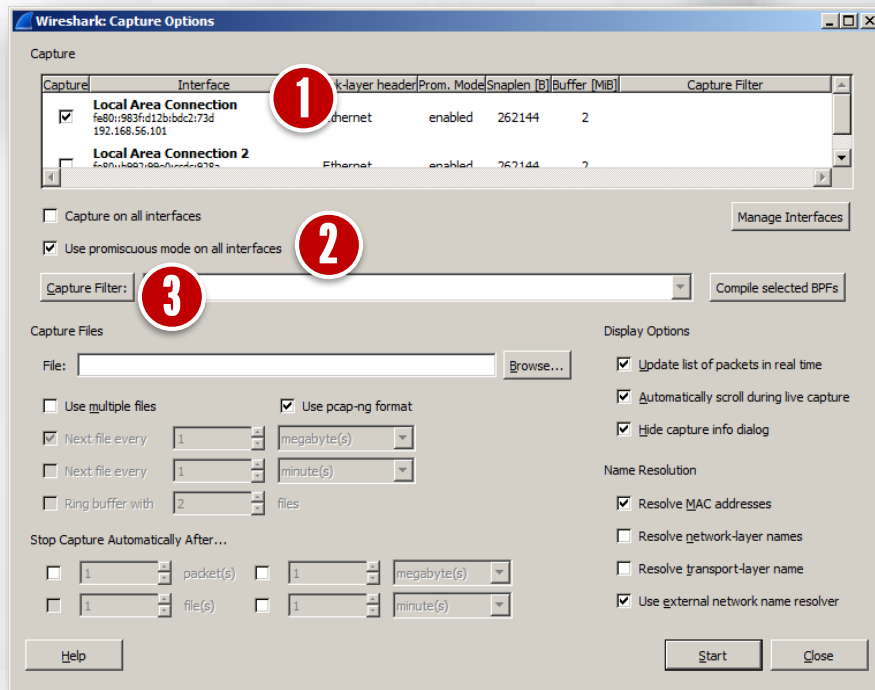 Wireshark: Capture Options
Capture
Capture Interface k-layer header Prom. Mode Snaplen [B] Buffer [MiB] Capture Filter
Local Area Connection
fe80::983f:d12b:bdc2:73d
192.168.56.101
thernet enabled 262144 2
Local Area Connection 2
Ethernet enabled 262144 2
1
Capture on all interfaces
Manage Interfaces
Use promiscuous mode on all interfaces
2
Capture Filter:
3
Compile selected BPFs
Capture Files
Display Options
File:
Browse...
Update list of packets in real time
Use multiple files
Use pcap-ng format
Automatically scroll during live capture
Next file every 1 megabyte(s)
Hide capture info dialog
Next file every 1 minute(s)
Name Resolution
Ring buffer with 2 files
Resolve MAC addresses
Stop Capture Automatically After...
Resolve network-layer names
1 packet(s) 1 megabyte(s)
Resolve transport-layer name
1 file(s) 1 minute(s)
Use external network name resolver
Help
Start
Close